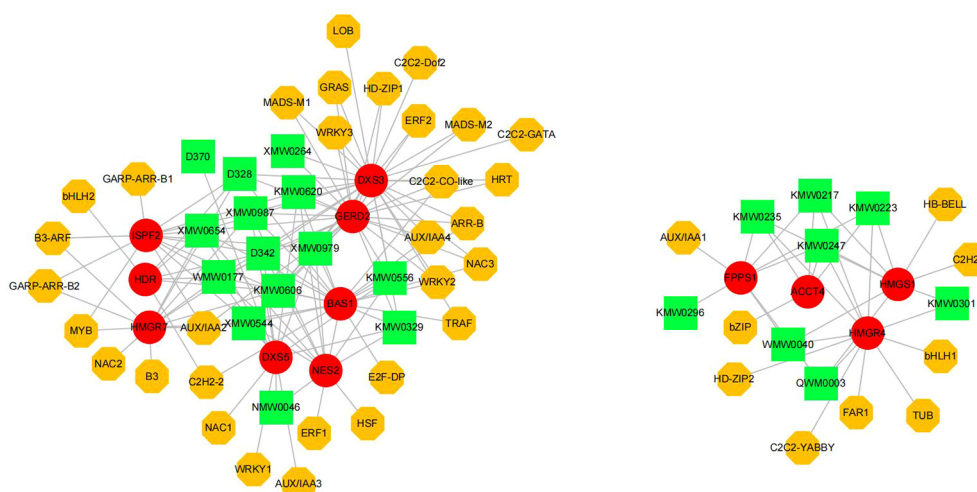 LOB
C2C2-Dof2
GRAS
HD-ZIP1
MADS-M1
ERF2
MADS-M2
WRKY3
C2C2-GATA
D370
XMW0264
D328
GARP-ARR-B1
DXS3
C2C2-CO-like
HRT
KMW0620
bHLH2
XMW0987
GERD2
ARR-B
XMW0654
ISPF2
AUX/IAA4
B3-ARF
XMW0979
D342
NAC3
HDR
WMW0177
KMW0556
WRKY2
GARP-ARR-B2
KMW0606
BAS1
MYB
HMGR7
AUX/IAA2
XMW0544
KMW0329
TRAF
NAC2
DXS5
B3
NES2
E2F-DP
C2H2-2
NMW0046
NAC1
HSF
ERF1
WRKY1
AUX/IAA3
KMW0217
KMW0223
HB-BELL
KMW0235
AUX/IAA1
KMW0247
C2H2
FPPS1
ACCT4
HMGS1
KMW0301
KMW0296
bZIP
HMGR4
WMW0040
bHLH1
HD-ZIP2
QWM0003
FAR1
TUB
C2C2-YABBY